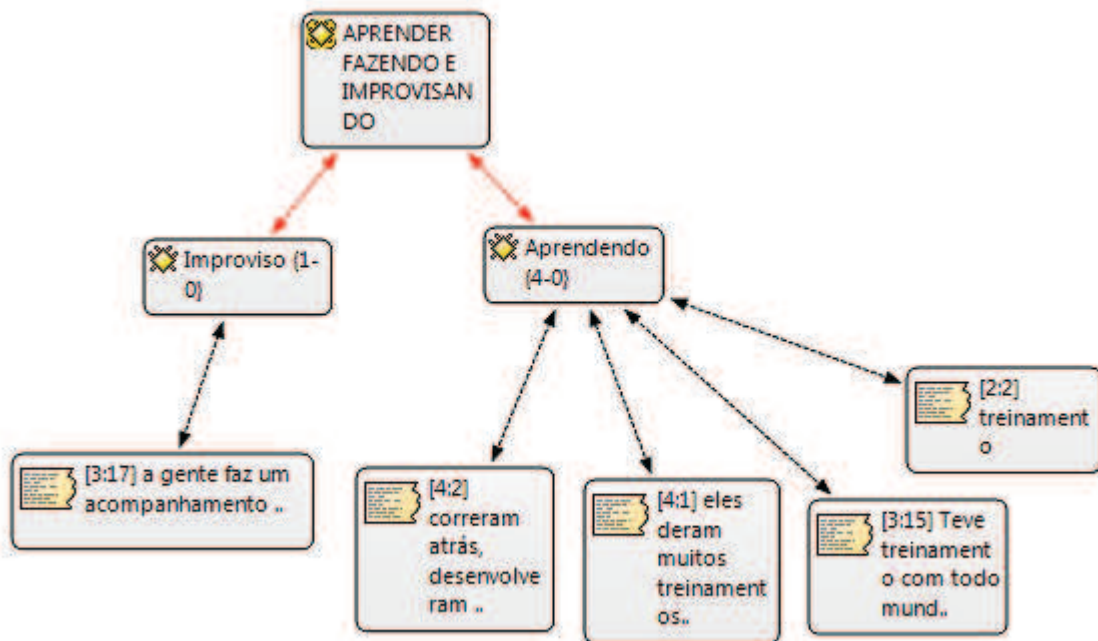 APRENDER
FAZENDO E
IMPROVISAN
DO
Improviso {1-
0}
Aprendendo
{4-0}
[2:2]
treinament
o
[3:17] a gente faz um
acompanhamento ..
[4:2]
correram
atrás,
desenvolve
ram ..
[4:1] eles
deram
muitos
treinament
os..
[3:15] Teve
treinament
o com todo
mund..